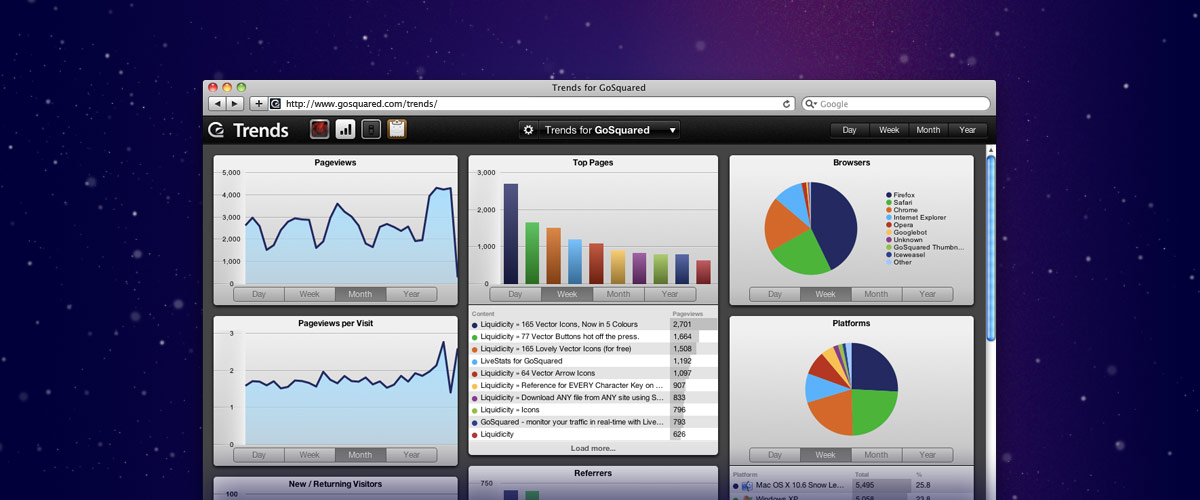 Trends for GoSquared
http://www.gosquared.com/trends/
Google
Trends
Trends for GoSquared
Day Week Month Year
Pageviews
5,000
4,000
3,000
2,000
1,000
0
Day Week Month Year
Top Pages
3,000
2,000
1,000
0
Day Week Month Year
Content Pageviews
Liquidicity » 165 Vector Icons, Now in 5 Colours 2,701
Liquidicity » 77 Vector Buttons hot off the press. 1,664
Liquidicity » 165 Lovely Vector Icons (for free) 1,508
LiveStats for GoSquared 1,192
Liquidicity » 64 Vector Arrow Icons 1,097
Liquidicity » Reference for EVERY Character Key on ... 907
Liquidicity » Download ANY file from ANY site using S... 833
Liquidicity » Icons 796
GoSquared - monitor your traffic in real-time with Live... 793
Liquidicity 626
Load more...
Browsers
Firefox
Safari
Chrome
Internet Explorer
Opera
Googlebot
Unknown
GoSquared Thumbn...
Iceweasel
Other
Day Week Month Year
Pageviews per Visit
3
2
1
0
Day Week Month Year
Platforms
Day Week Month Year
Platform Total %
Mac OS X 10.6 Snow Le... 5,495 25.8
Windows XP 5,058 23.8
New / Returning Visitors
100
Referrers
750